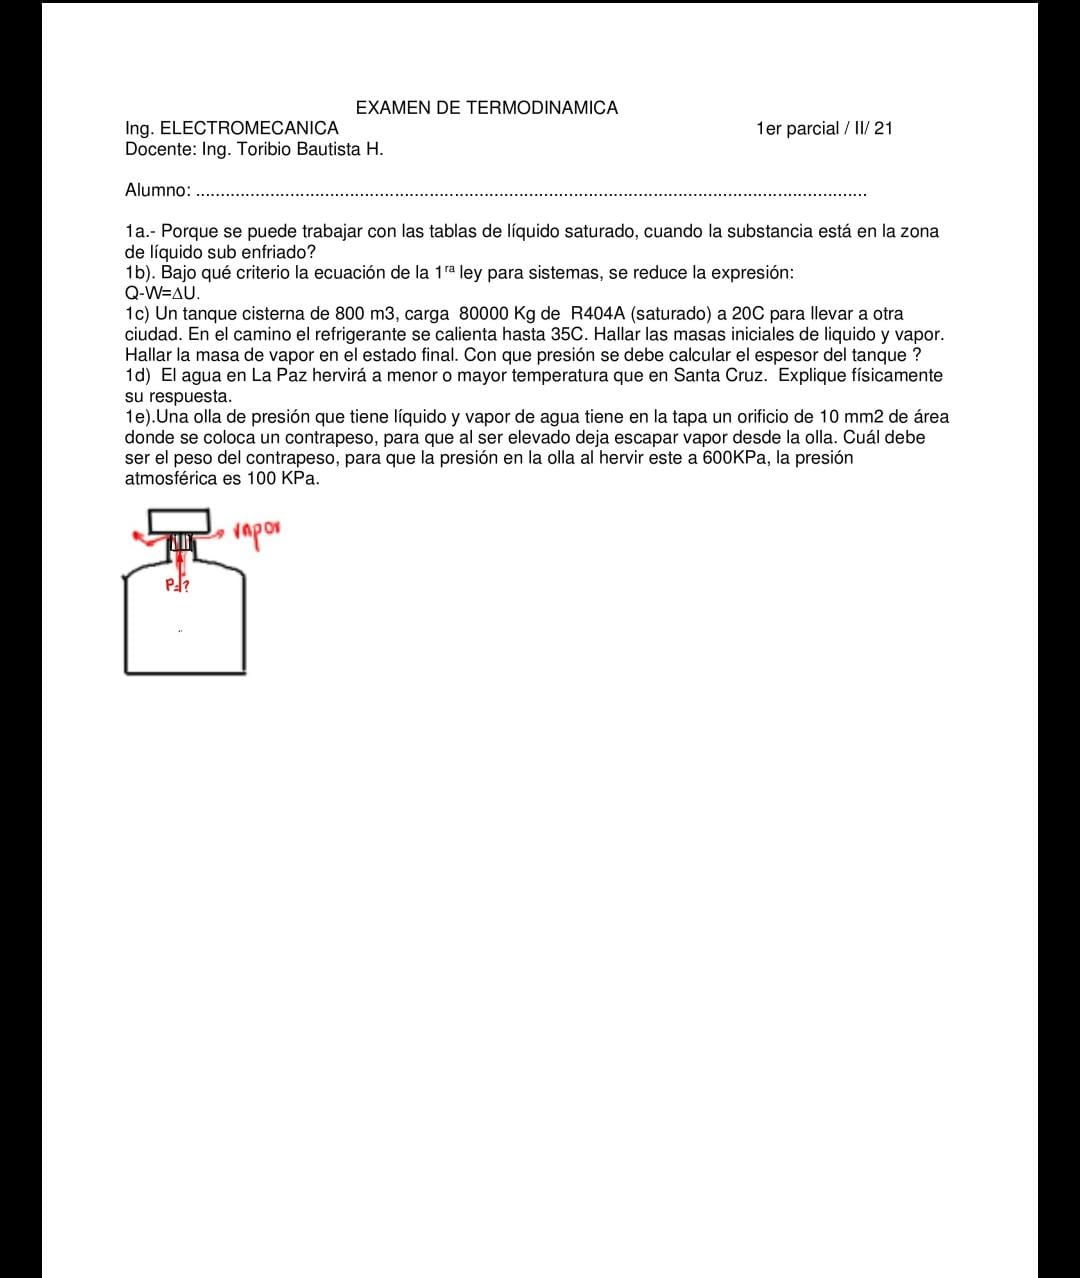 EXAMEN DE TERMODINAMICA
Ing. ELECTROMECANICA 1er parcial / II/ 21
Docente: Ing. Toribio Bautista H.
Alumno: ........................................................................................................................................
1a.- Porque se puede trabajar con las tablas de líquido saturado, cuando la substancia está en la zona
de líquido sub enfriado?
1b). Bajo qué criterio la ecuación de la 1ra ley para sistemas, se reduce la expresión:
Q-W=∆U.
1c) Un tanque cisterna de 800 m3, carga 80000 Kg de R404A (saturado) a 20C para llevar a otra
ciudad. En el camino el refrigerante se calienta hasta 35C. Hallar las masas iniciales de liquido y vapor.
Hallar la masa de vapor en el estado final. Con que presión se debe calcular el espesor del tanque ?
1d) El agua en La Paz hervirá a menor o mayor temperatura que en Santa Cruz. Explique físicamente
su respuesta.
1e).Una olla de presión que tiene líquido y vapor de agua tiene en la tapa un orificio de 10 mm2 de área
donde se coloca un contrapeso, para que al ser elevado deja escapar vapor desde la olla. Cuál debe
ser el peso del contrapeso, para que la presión en la olla al hervir este a 600KPa, la presión
atmosférica es 100 KPa.
vapor
P=?